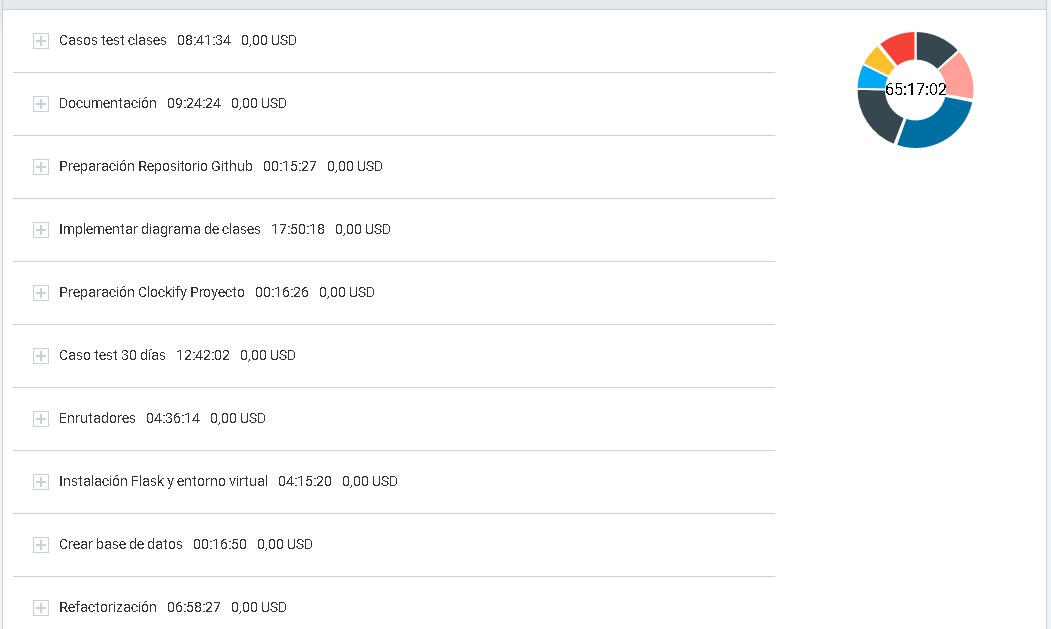 Casos test clases 08:41:34 0,00 USD
65:17:02
Documentación 09:24:24 0,00 USD
Preparación Repositorio Github 00:15:27 0,00 USD
Implementar diagrama de clases 17:50:18 0,00 USD
Preparación Clockify Proyecto 00:16:26 0,00 USD
Caso test 30 días 12:42:02 0,00 USD
Enrutadores 04:36:14 0,00 USD
Instalación Flask y entorno virtual 04:15:20 0,00 USD
Crear base de datos 00:16:50 0,00 USD
Refactorización 06:58:27 0,00 USD